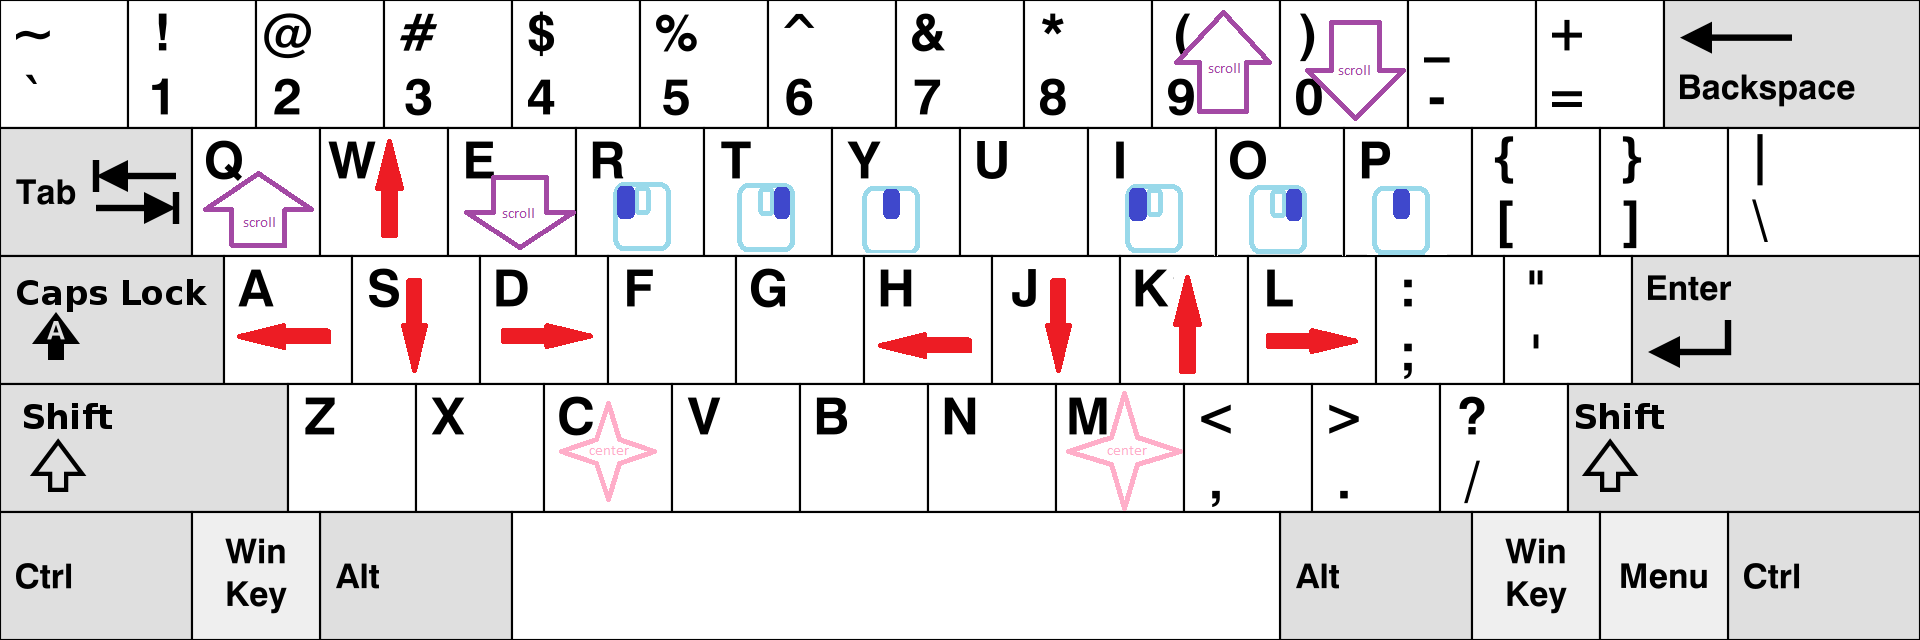 ~ ! @ # $ % ^ & * ( ) _ +
` 1 2 3 4 5 6 7 8 9 scroll 0 scroll - = Backspace
Tab Q W E R T Y U I O P { } |
scroll scroll [ ] \
Caps Lock A S D F G H J K L : " Enter
A ; '
Shift Z X C V B N M < > ? Shift
center center , . /
Ctrl Win Key Alt Alt Win Key Menu Ctrl